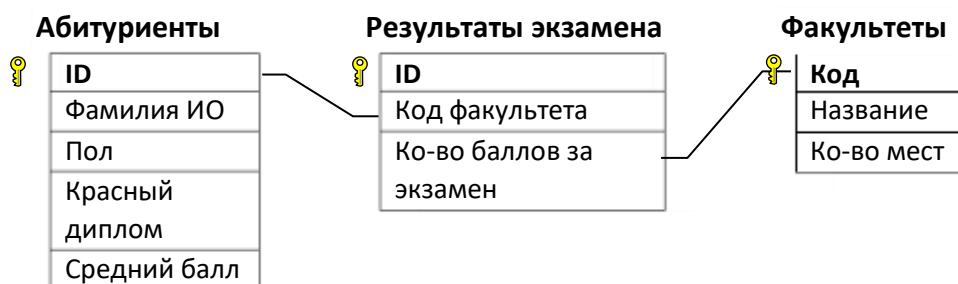 Абитуриенты
ID
Фамилия ИО
Пол
Красный
диплом
Средний балл
Результаты экзамена
ID
Код факультета
Ко-во баллов за
экзамен
Факультеты
Код
Название
Ко-во мест